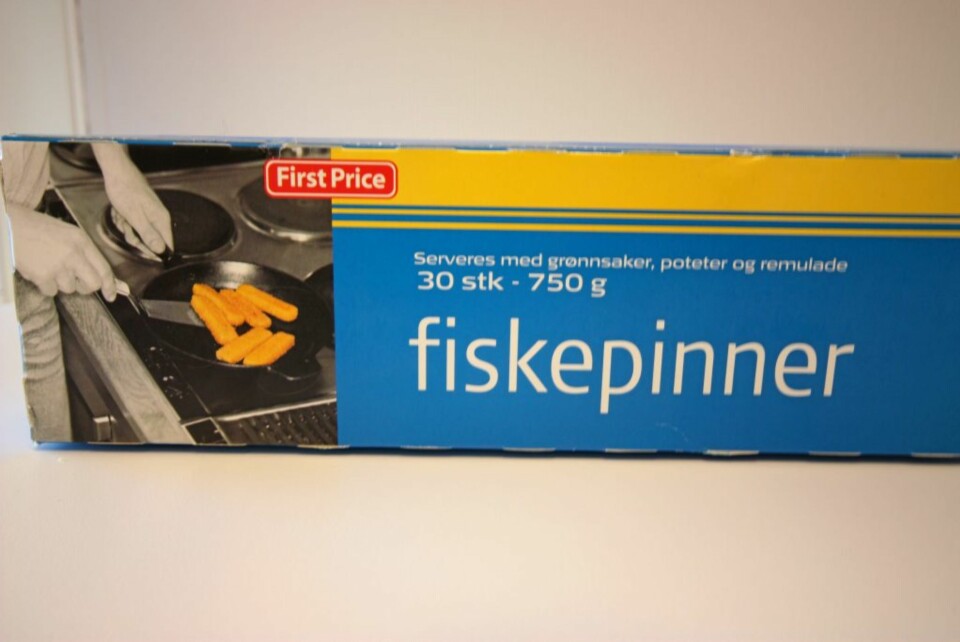 First Price
Serveres med grønnsaker, poteter og remulade
30 stk - 750 g
fiskepinner